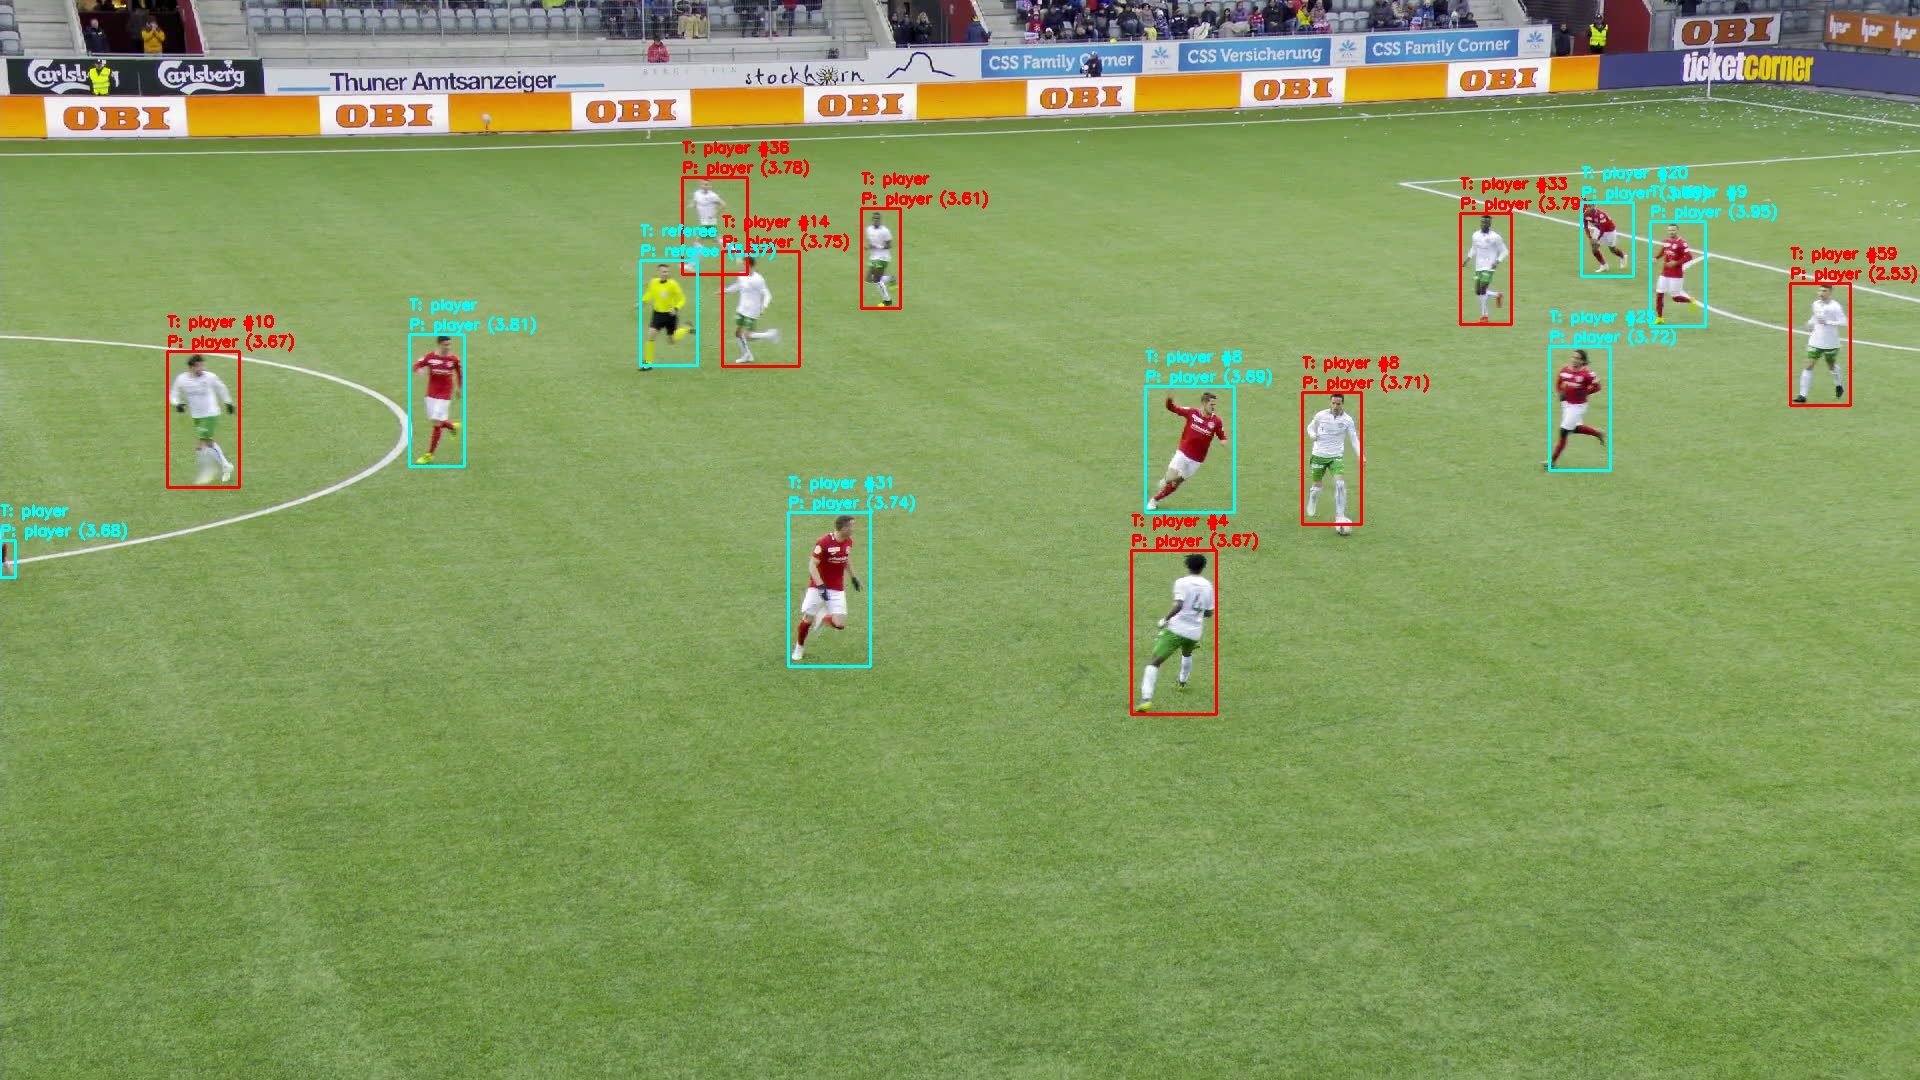 OBI
Carlsberg
Carlsberg
Thuner Amtsanzeiger
stockhorn
CSS Family Corner
CSS Versicherung
CSS Family Corner
ticketcorner
OBI
OBI
OBI
OBI
OBI
OBI
OBI
T: player #36
P: player (3.78)
T: player
P: player (3.61)
T: player #14
P: player (3.75)
T: referee
P: referee
T: player #33
P: player (3.79
T: player #20
P: player
#9
(3.95)
T: player #59
P: player (2.53)
T: player #10
P: player (3.67)
T: player
P: player (3.81)
T: player
P: player (3.72)
T: player #8
P: player (3.69)
T: player #8
P: player (3.71)
T: player #31
P: player (3.74)
T: player
P: player (3.68)
T: player #4
P: player (3.67)
4